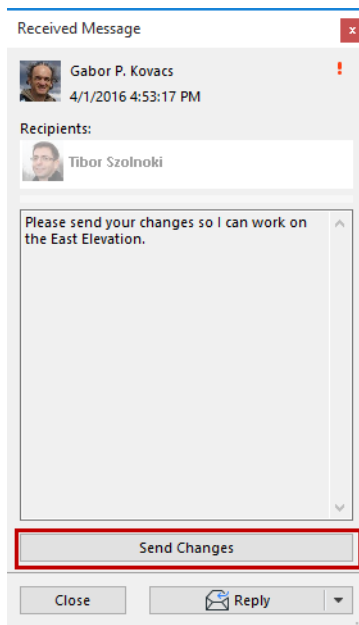 Received Message
x
Gabor P. Kovacs
!
4/1/2016 4:53:17 PM
Recipients:
Tibor Szolnoki
Please send your changes so I can work on
the East Elevation.
Send Changes
Close
Reply